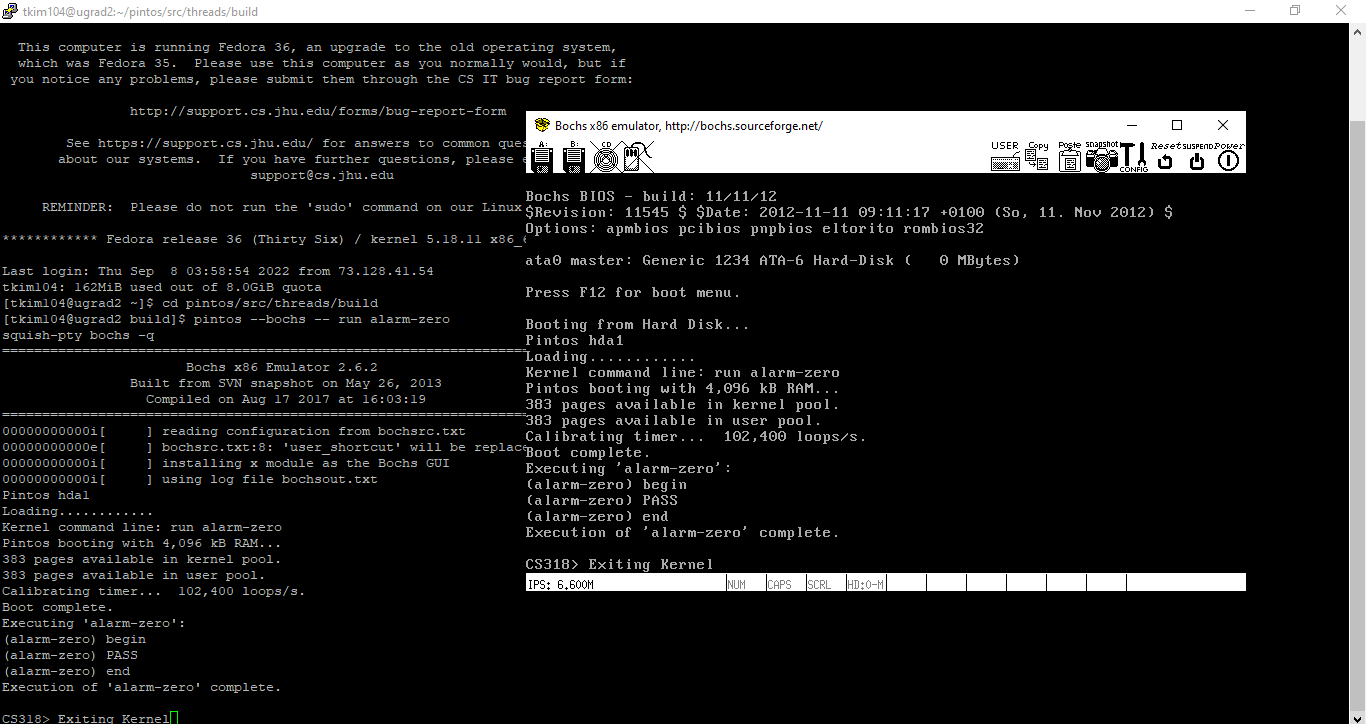 tkim104@ugrad2:~/pintos/src/threads/build
This computer is running Fedora 36, an upgrade to the old operating system,
which was Fedora 35.  Please use this computer as you normally would, but if
you notice any problems, please submit them through the CS IT bug report form:
http://support.cs.jhu.edu/forms/bug-report-form
See https://support.cs.jhu.edu/ for answers to common ques
about our systems.  If you have further questions, please e
support@cs.jhu.edu
REMINDER:  Please do not run the 'sudo' command on our Linux
************ Fedora release 36 (Thirty Six) / kernel 5.18.11 x86_6
Last login: Thu Sep  8 03:58:54 2022 from 73.128.41.54
tkim104: 162MiB used out of 8.0GiB quota
[tkim104@ugrad2 ~]$ cd pintos/src/threads/build
[tkim104@ugrad2 build]$ pintos --bochs -- run alarm-zero
squish-pty bochs -q
========================================================================
Bochs x86 Emulator 2.6.2
Built from SVN snapshot on May 26, 2013
Compiled on Aug 17 2017 at 16:03:19
========================================================================
00000000000i[     ] reading configuration from bochsrc.txt
00000000000e[     ] bochsrc.txt:8: 'user_shortcut' will be replace
00000000000i[     ] installing x module as the Bochs GUI
00000000000i[     ] using log file bochsout.txt
Pintos hda1
Loading............
Kernel command line: run alarm-zero
Pintos booting with 4,096 kB RAM...
383 pages available in kernel pool.
383 pages available in user pool.
Calibrating timer...  102,400 loops/s.
Boot complete.
Executing 'alarm-zero':
(alarm-zero) begin
(alarm-zero) PASS
(alarm-zero) end
Execution of 'alarm-zero' complete.
CS318> Exiting Kernel
Bochs x86 emulator, http://bochs.sourceforge.net/
A: B: CD USER Copy Paste snapshot CONFIG Reset SUSPEND Power
Bochs BIOS - build: 11/11/12
$Revision: 11545 $ $Date: 2012-11-11 09:11:17 +0100 (So, 11. Nov 2012) $
Options: apmbios pcibios pnpbios eltorito rombios32
ata0 master: Generic 1234 ATA-6 Hard-Disk (   0 MBytes)
Press F12 for boot menu.
Booting from Hard Disk...
Pintos hda1
Loading............
Kernel command line: run alarm-zero
Pintos booting with 4,096 kB RAM...
383 pages available in kernel pool.
383 pages available in user pool.
Calibrating timer...  102,400 loops/s.
Boot complete.
Executing 'alarm-zero':
(alarm-zero) begin
(alarm-zero) PASS
(alarm-zero) end
Execution of 'alarm-zero' complete.
CS318> Exiting Kernel
IPS: 6.600M NUM CAPS SCRL HD:0-M